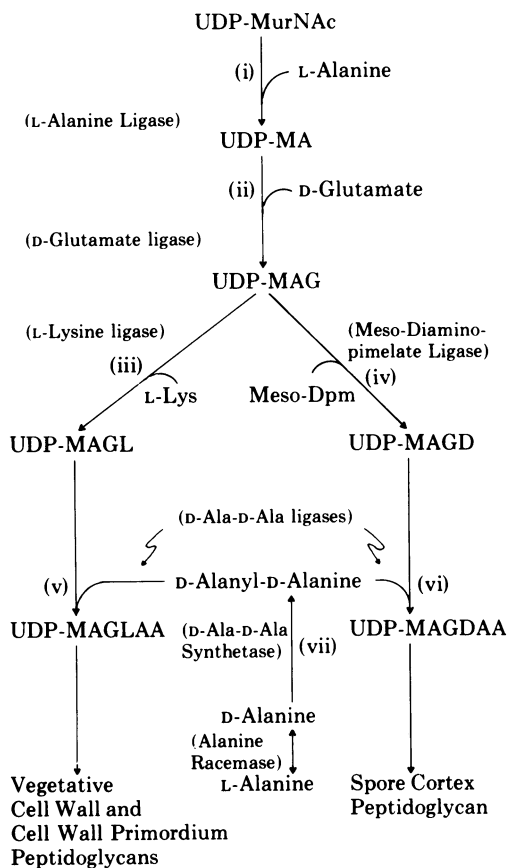 UDP-MurNAc
(i)
L-Alanine
(L-Alanine Ligase)
UDP-MA
(ii)
D-Glutamate
(D-Glutamate ligase)
UDP-MAG
(L-Lysine ligase)
(iii)
L-Lys
(Meso-Diamino-
pimelate Ligase)
(iv)
Meso-Dpm
UDP-MAGL
UDP-MAGD
(D-Ala-D-Ala ligases)
(v)
D-Alanyl-D-Alanine
(vi)
UDP-MAGLAA
(D-Ala-D-Ala
Synthetase)
(vii)
UDP-MAGDAA
D-Alanine
(Alanine
Racemase)
L-Alanine
Vegetative
Cell Wall and
Cell Wall Primordium
Peptidoglycans
Spore Cortex
Peptidoglycan